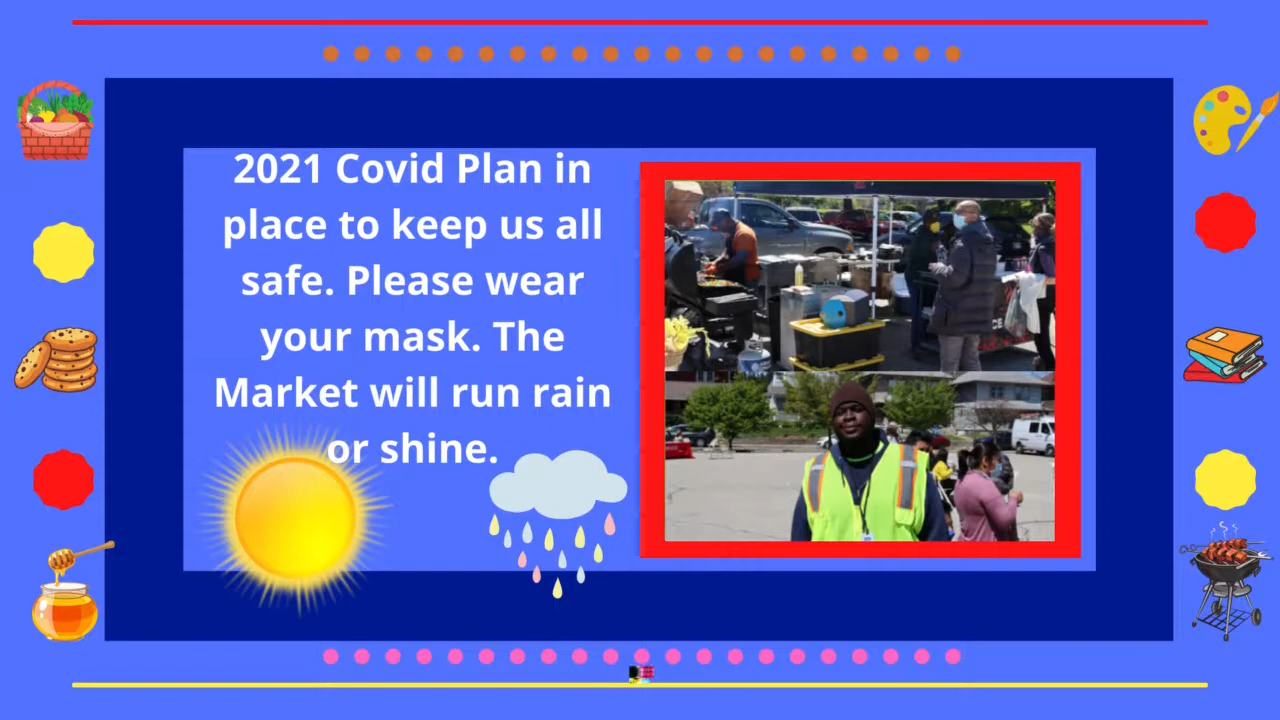 2021 Covid Plan in
place to keep us all
safe. Please wear
your mask. The
Market will run rain
or shine.